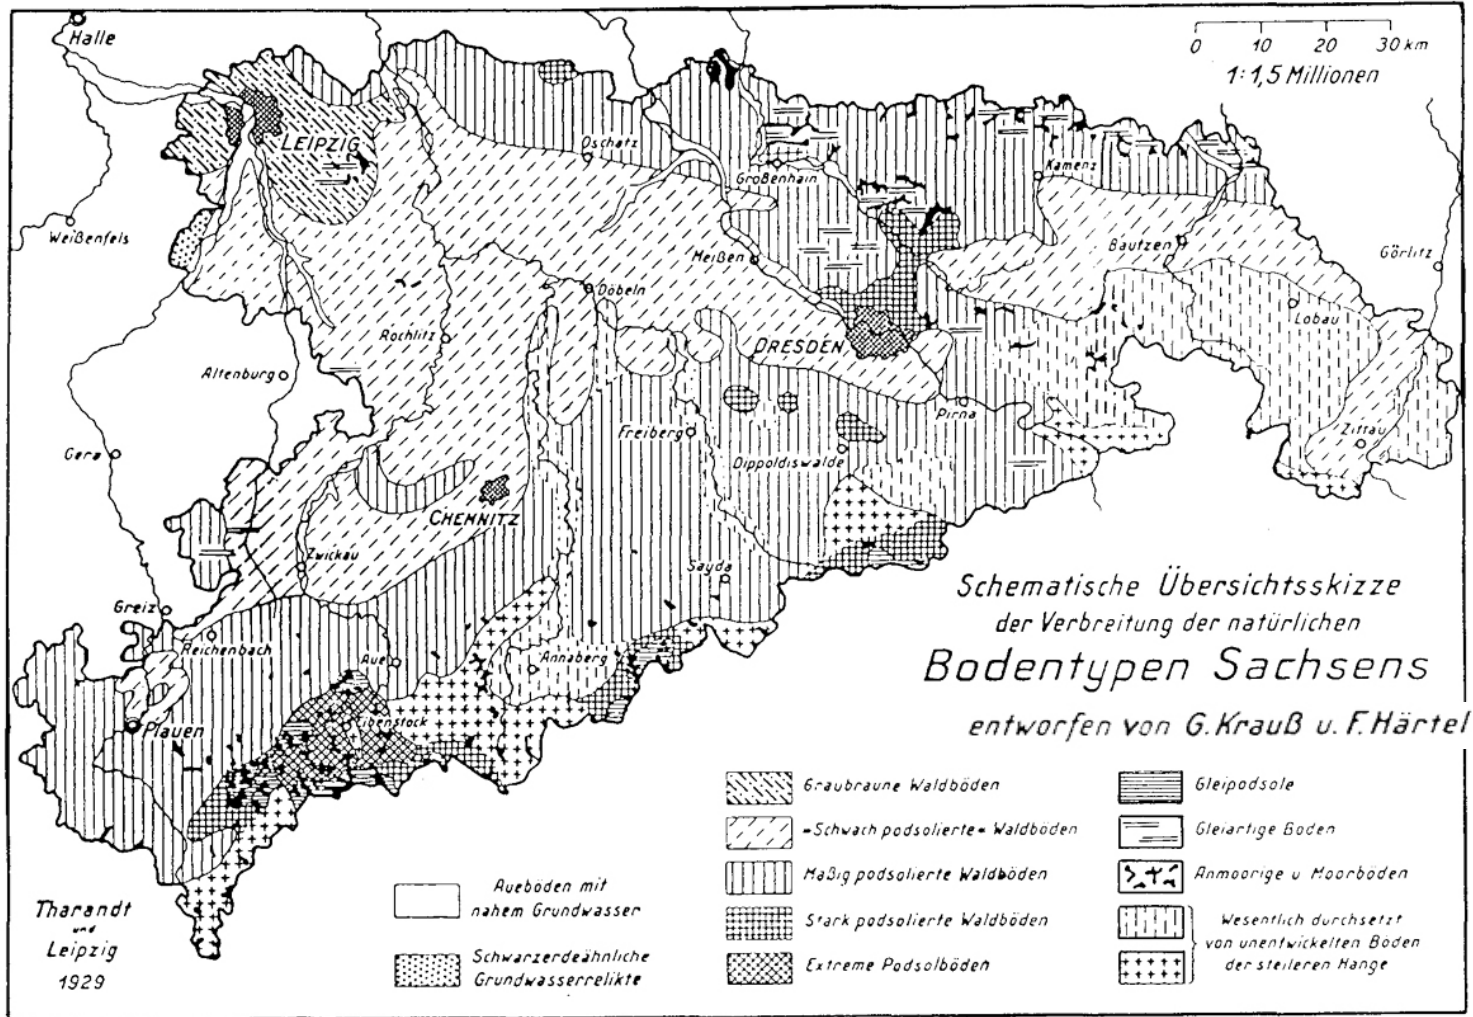 Halle
0 10 20 30 km
1:1,5 Millionen
LEIPZIG
Oschatz
Großenhain
Kamenz
Weißenfels
Meißen
Bautzen
Görlitz
Döbeln
Löbau
Rochlitz
DRESDEN
Altenburg
Pirna
Gera
Freiberg
Zittau
Dippoldiswalde
CHEMNITZ
Zwickau
Sayda
Greiz
Reichenbach
Aue
Annaberg
Plauen
Eibenstock
Schematische Übersichtsskizze
der Verbreitung der natürlichen
Bodentypen Sachsens
entworfen von G. Krauß u. F. Härtel
Tharandt
und
Leipzig
1929
Aueböden mit
nahem Grundwasser
Schwarzerdeähnliche
Grundwasserrelikte
Graubraune Waldböden
»Schwach podsolierte« Waldböden
Mäßig podsolierte Waldböden
Stark podsolierte Waldböden
Extreme Podsolböden
Gleipodsole
Gleiartige Böden
Anmoorige u Moorböden
Wesentlich durchsetzt
von unentwickelten Böden
der steileren Hänge